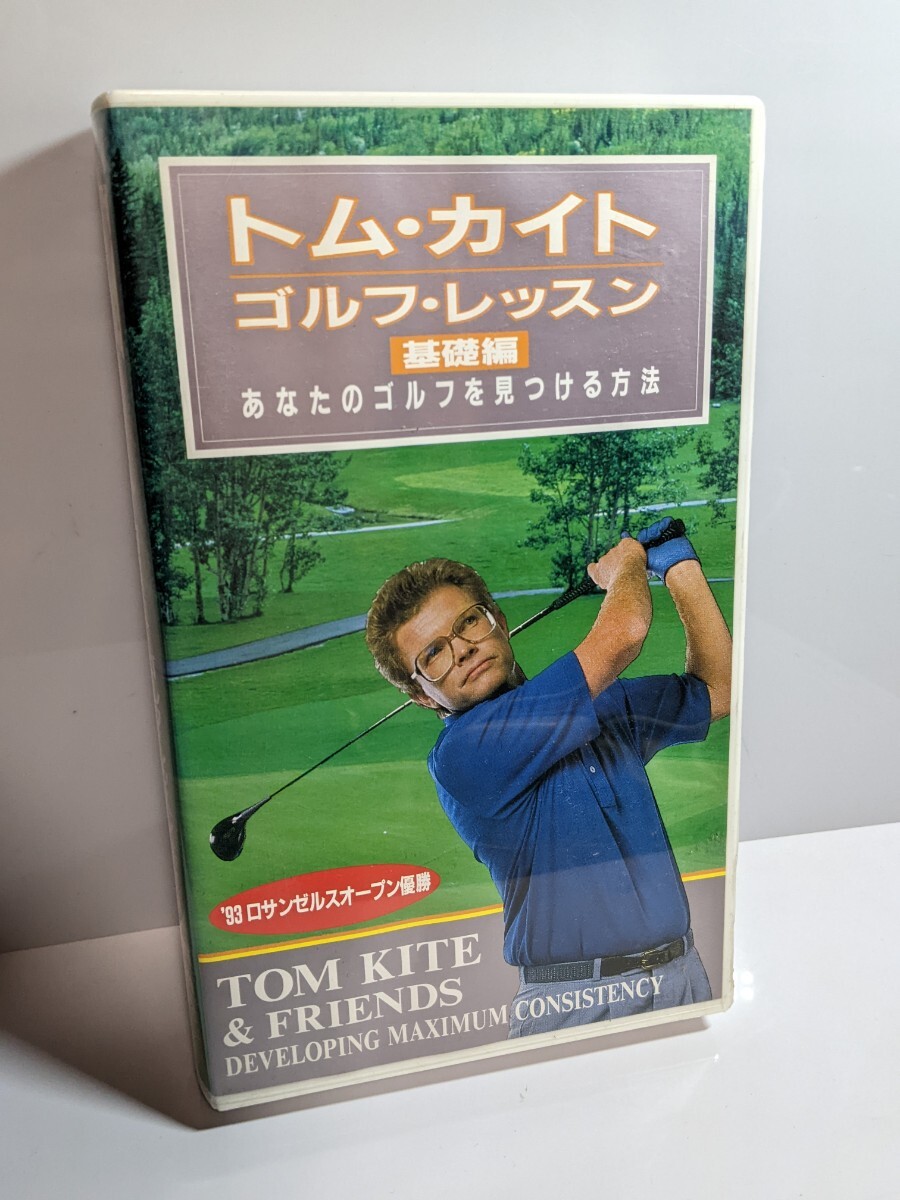 トム・カイト
ゴルフ・レッスン
基礎編
あなたのゴルフを見つける方法
'93 ロサンゼルスオープン優勝
TOM KITE
& FRIENDS
DEVELOPING MAXIMUM CONSISTENCY